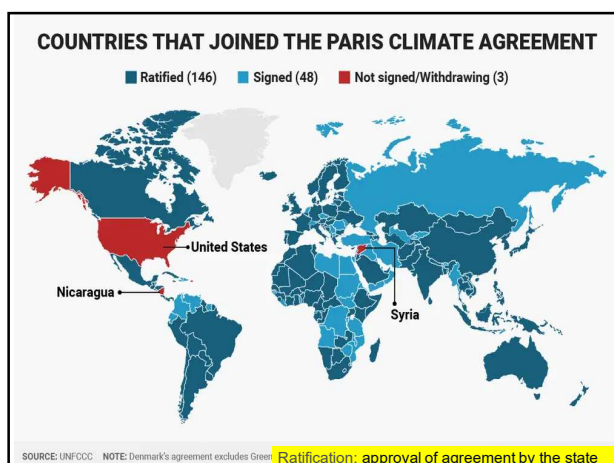 COUNTRIES THAT JOINED THE PARIS CLIMATE AGREEMENT
Ratified (146) Signed (48) Not signed/Withdrawing (3)
United States
Nicaragua
Syria
SOURCE: UNFCCC NOTE: Denmark's agreement excludes
Ratification: approval of agreement by the state